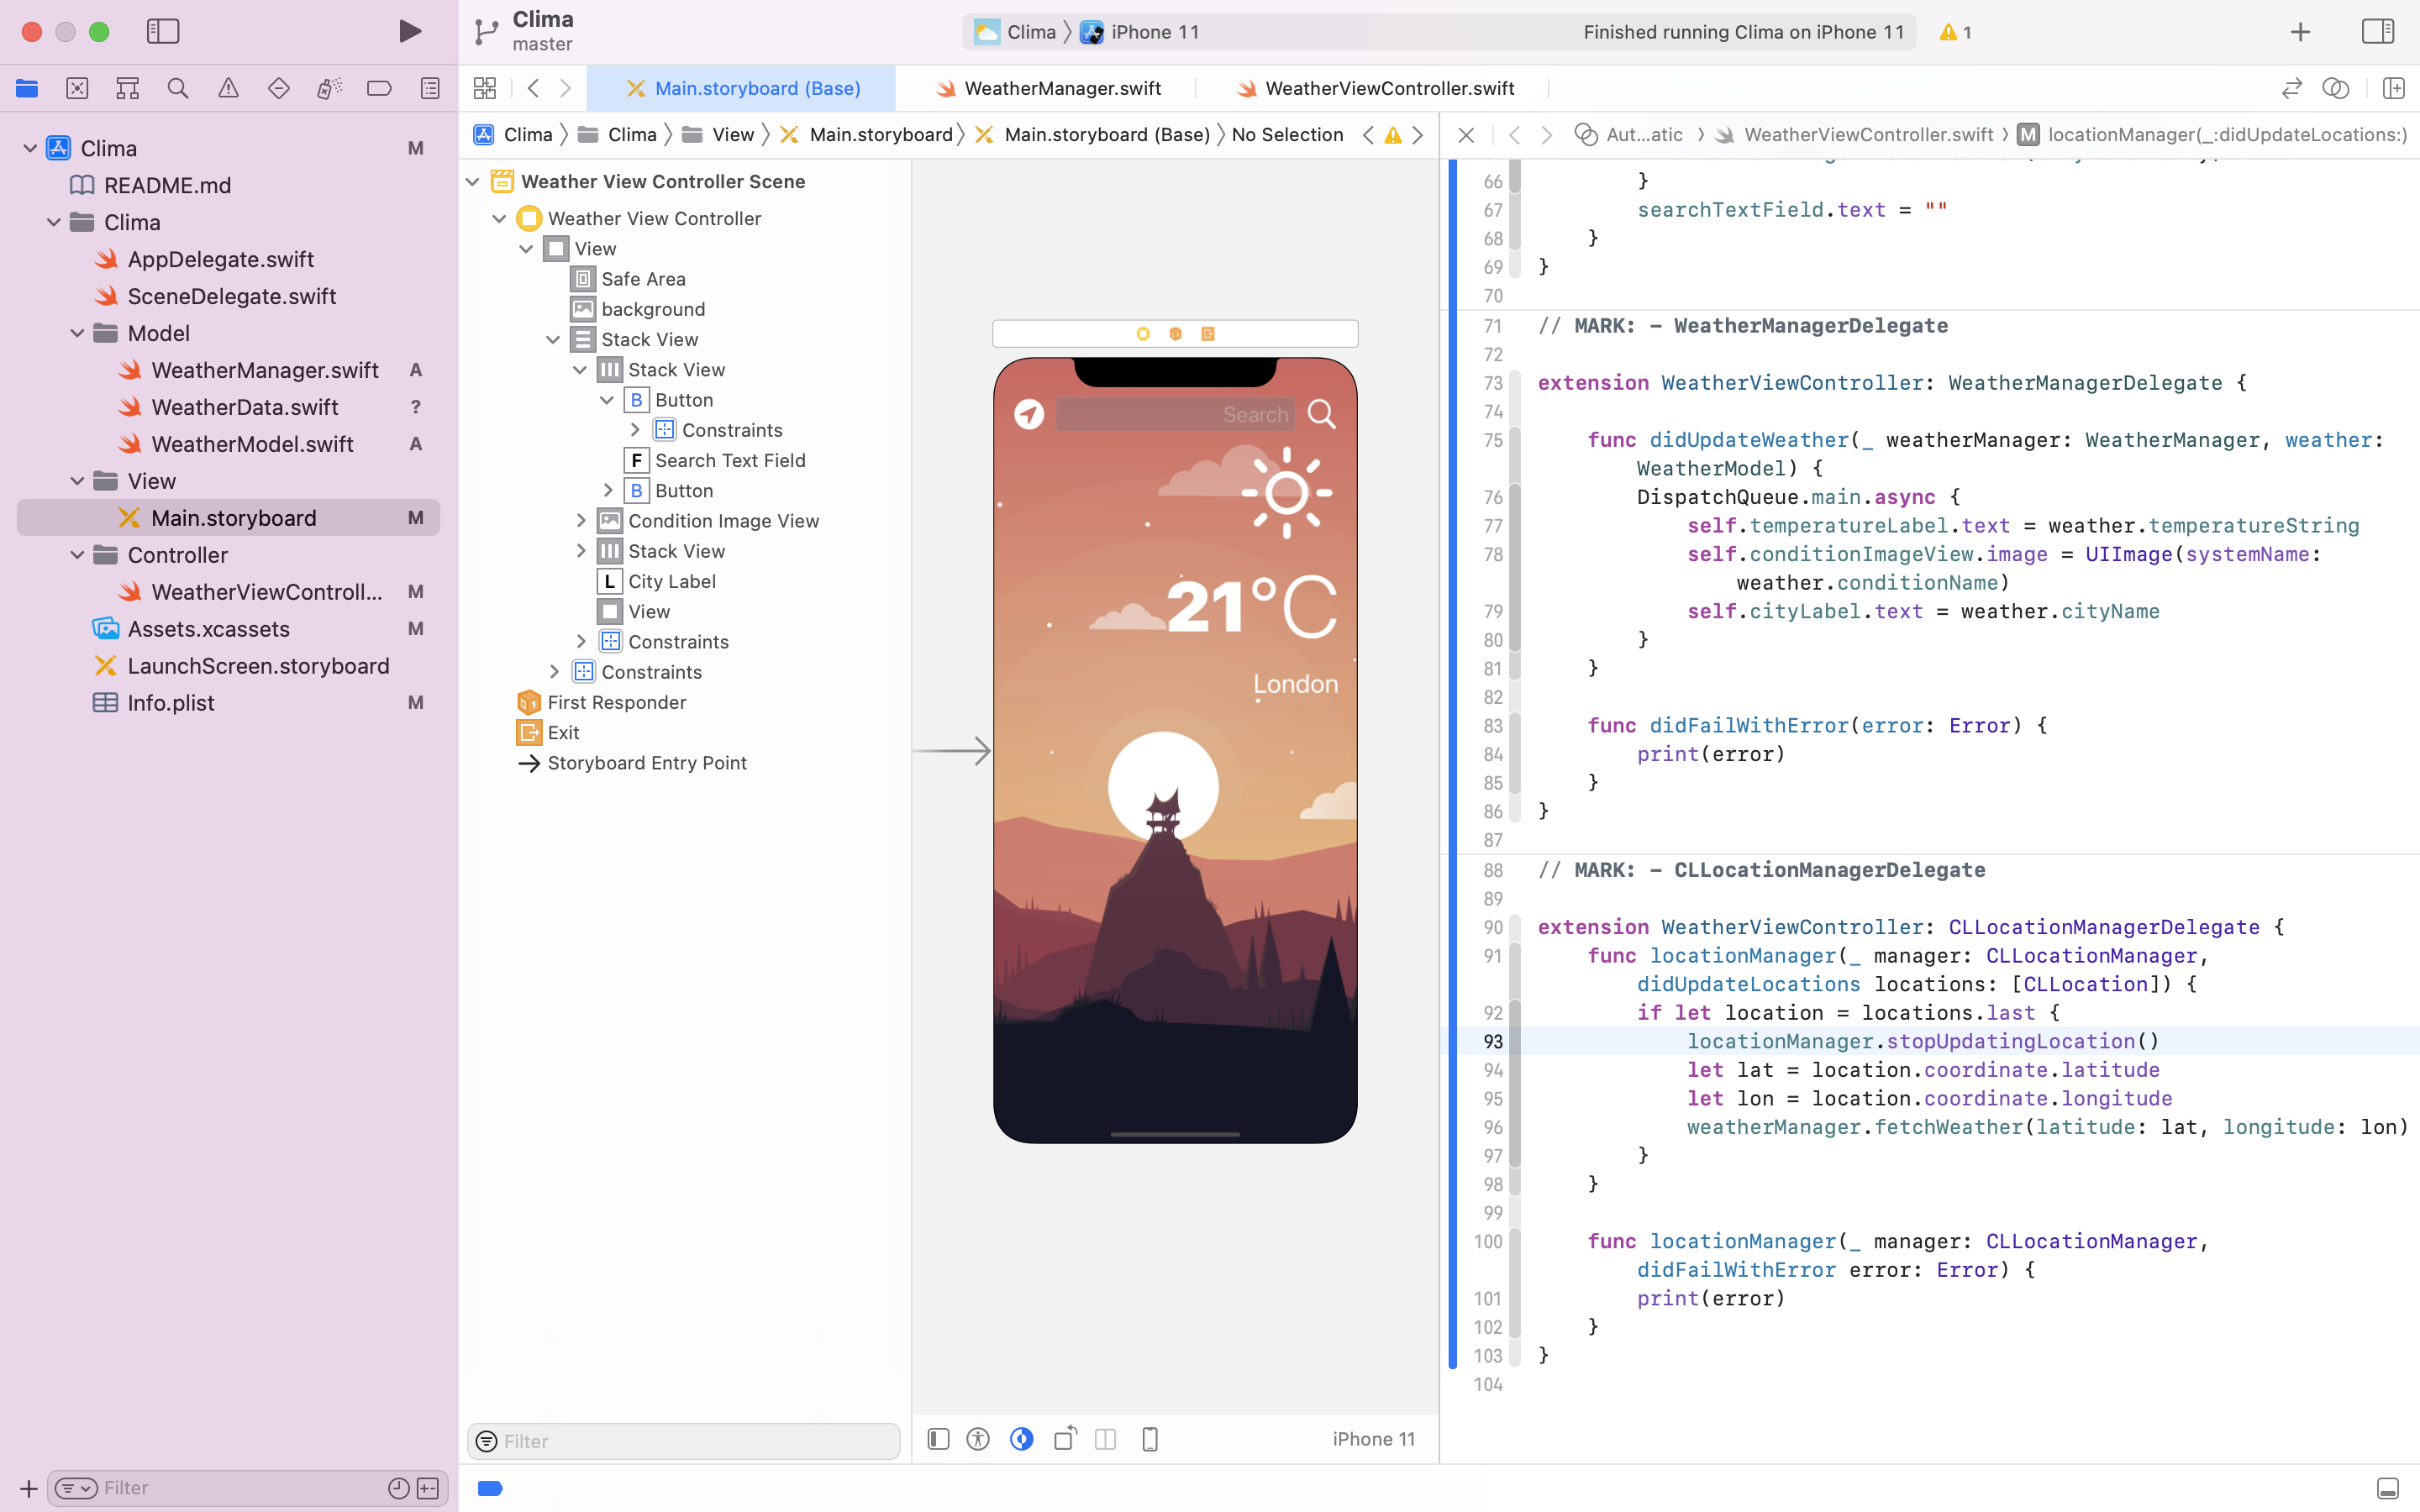 Clima
master
Clima
iPhone 11
Finished running Clima on iPhone 11
1
Main.storyboard (Base)
WeatherManager.swift
WeatherViewController.swift
Clima
M
README.md
Clima
AppDelegate.swift
SceneDelegate.swift
Model
WeatherManager.swift
A
WeatherData.swift
?
WeatherModel.swift
A
View
Main.storyboard
M
Controller
WeatherViewControll...
M
Assets.xcassets
M
LaunchScreen.storyboard
Info.plist
M
Filter
Clima
Clima
View
Main.storyboard
Main.storyboard (Base)
No Selection
Weather View Controller Scene
Weather View Controller
View
Safe Area
background
Stack View
Stack View
B Button
Constraints
F Search Text Field
B Button
Condition Image View
Stack View
L City Label
View
Constraints
Constraints
First Responder
Exit
Storyboard Entry Point
Filter
Search
21°C
London
iPhone 11
Aut...atic
WeatherViewController.swift
M locationManager(_:didUpdateLocations:)
66 }
67 searchTextField.text = ""
68 }
69 }
70
71 // MARK: - WeatherManagerDelegate
72
73 extension WeatherViewController: WeatherManagerDelegate {
74
75 func didUpdateWeather(_ weatherManager: WeatherManager, weather:
WeatherModel) {
76 DispatchQueue.main.async {
77 self.temperatureLabel.text = weather.temperatureString
78 self.conditionImageView.image = UIImage(systemName:
weather.conditionName)
79 self.cityLabel.text = weather.cityName
80 }
81 }
82
83 func didFailWithError(error: Error) {
84 print(error)
85 }
86 }
87
88 // MARK: - CLLocationManagerDelegate
89
90 extension WeatherViewController: CLLocationManagerDelegate {
91 func locationManager(_ manager: CLLocationManager,
didUpdateLocations locations: [CLLocation]) {
92 if let location = locations.last {
93 locationManager.stopUpdatingLocation()
94 let lat = location.coordinate.latitude
95 let lon = location.coordinate.longitude
96 weatherManager.fetchWeather(latitude: lat, longitude: lon)
97 }
98 }
99
100 func locationManager(_ manager: CLLocationManager,
didFailWithError error: Error) {
101 print(error)
102 }
103 }
104